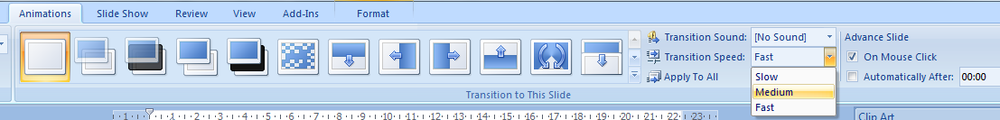 Animations Slide Show Review View Add-Ins Format
Transition Sound: [No Sound] Advance Slide
Transition Speed: Fast On Mouse Click
Apply To All Slow Automatically After: 00:00
Medium
Transition to This Slide Fast
1 1 2 3 4 5 6 7 8 9 10 11 12 13 14 15 16 17 18 19 20 21 22 23 Clip Art